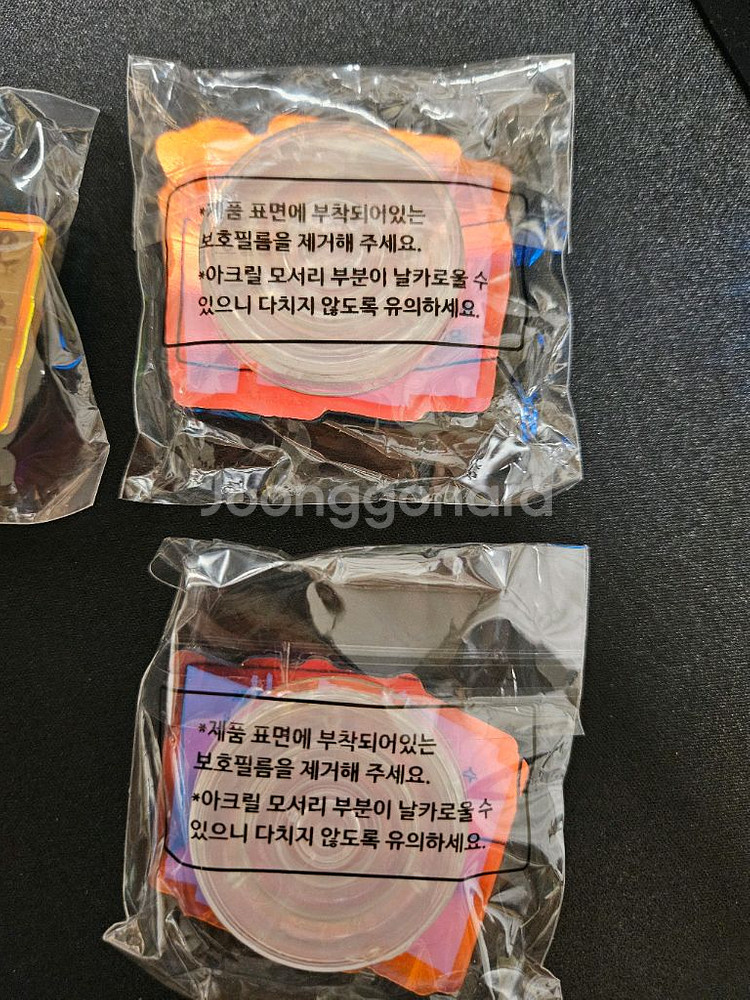 *제품 표면에 부착되어있는
보호필름을 제거해 주세요.
*아크릴 모서리 부분이 날카로울 수
있으니 다치지 않도록 유의하세요.
Joonggonara
*제품 표면에 부착되어있는
보호필름을 제거해 주세요.
*아크릴 모서리 부분이 날카로울 수
있으니 다치지 않도록 유의하세요.